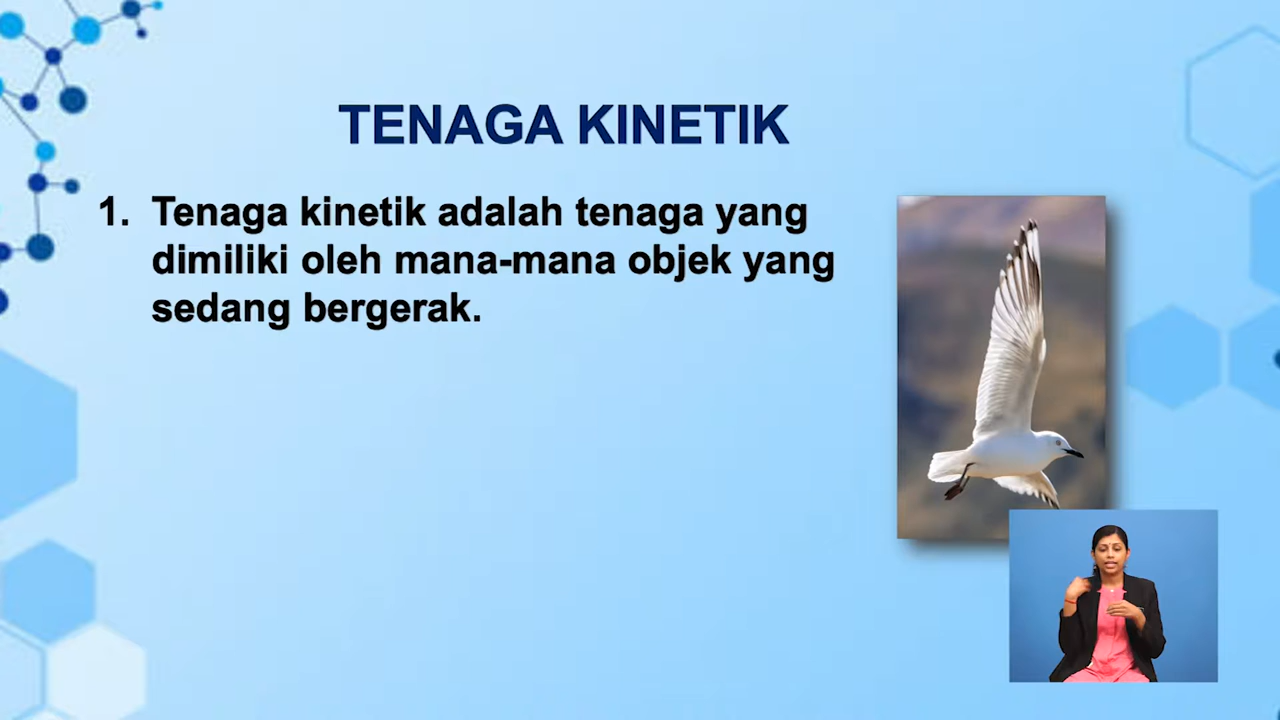 TENAGA KINETIK
1. Tenaga kinetik adalah tenaga yang
dimiliki oleh mana-mana objek yang
sedang bergerak.